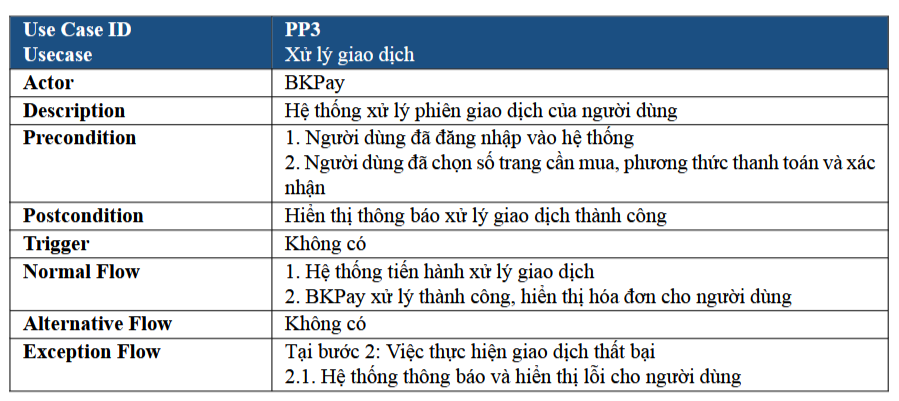 Use Case ID PP3
Usecase Xử lý giao dịch
Actor BKPay
Description Hệ thống xử lý phiên giao dịch của người dùng
Precondition 1. Người dùng đã đăng nhập vào hệ thống
2. Người dùng đã chọn số trang cần mua, phương thức thanh toán và xác
nhận
Postcondition Hiển thị thông báo xử lý giao dịch thành công
Trigger Không có
Normal Flow 1. Hệ thống tiến hành xử lý giao dịch
2. BKPay xử lý thành công, hiển thị hóa đơn cho người dùng
Alternative Flow Không có
Exception Flow Tại bước 2: Việc thực hiện giao dịch thất bại
2.1. Hệ thống thông báo và hiển thị lỗi cho người dùng